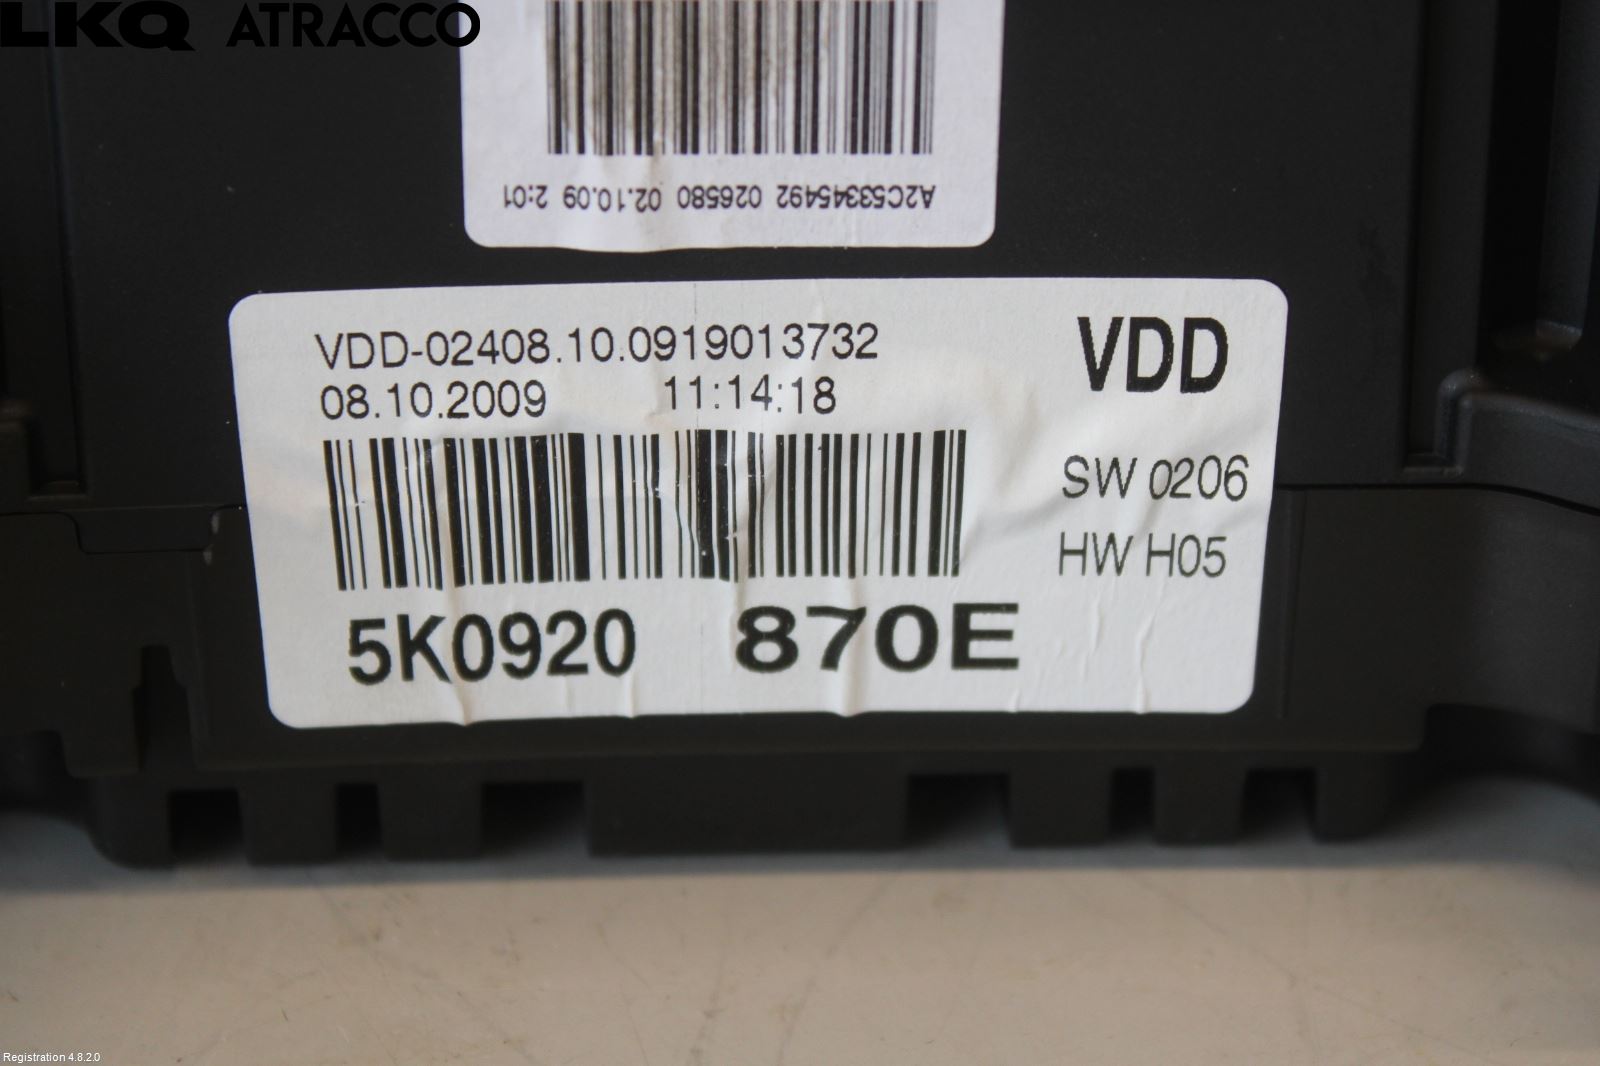 LKQ ATRACCO
A2C53345492 026580 02.10.09 2:01
VDD-02408.10.0919013732
08.10.2009 11:14:18
VDD
SW 0206
HW H05
5K0920 870E
Registration 4.8.2.0